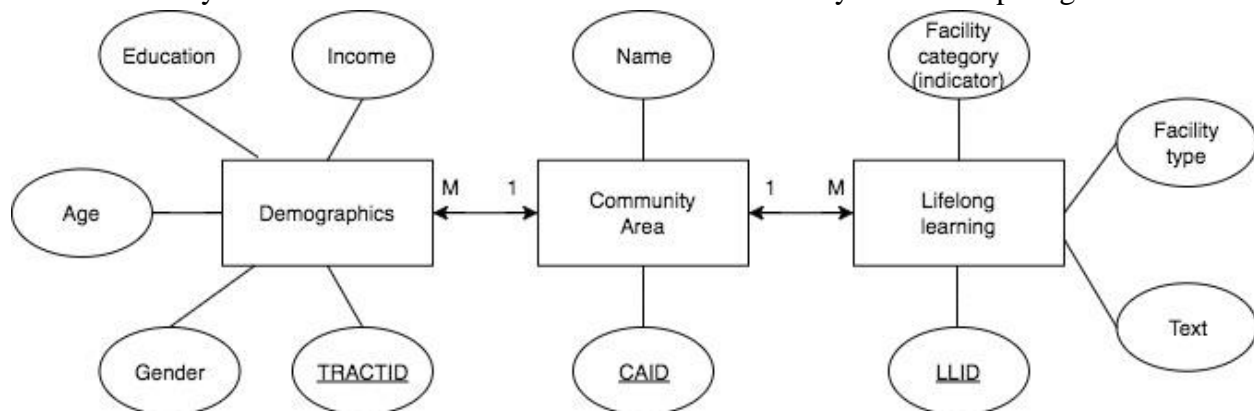 Education
Income
Name
Facility
category
(indicator)
Facility
type
Age
Demographics
M
1
Community
Area
1
M
Lifelong
learning
Gender
TRACTID
CAID
LLID
Text